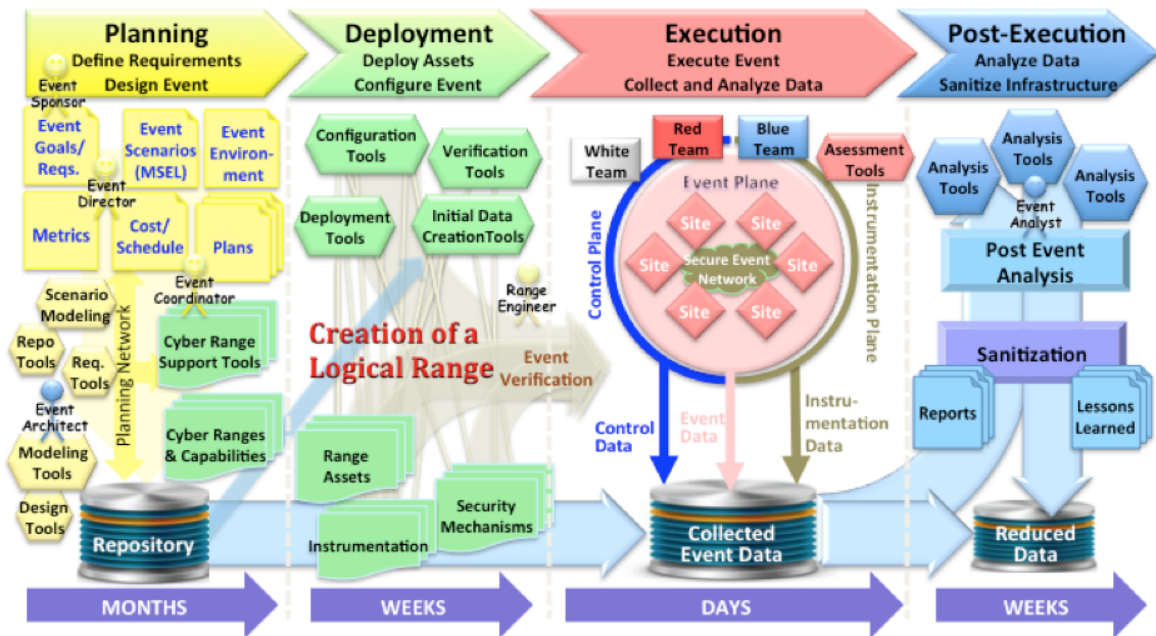 Planning
Define Requirements
Design Event
Deployment
Deploy Assets
Configure Event
Execution
Execute Event
Collect and Analyze Data
Post-Execution
Analyze Data
Sanitize Infrastructure
Event
Sponsor
Event
Goals/
Reqs.
Event
Scenarios
(MSEL)
Event
Environ-
ment
Event
Director
Metrics
Cost/
Schedule
Plans
Event
Coordinator
Scenario
Modeling
Repo
Tools
Req.
Tools
Planning Network
Cyber Range
Support Tools
Event
Architect
Modeling
Tools
Cyber Ranges
& Capabilities
Design
Tools
Repository
Configuration
Tools
Verification
Tools
Deployment
Tools
Initial Data
CreationTools
Range
Engineer
Creation of a
Logical Range
Event
Verification
Range
Assets
Security
Mechanisms
Instrumentation
White
Team
Red
Team
Blue
Team
Asessment
Tools
Event Plane
Control Plane
Instrumentation Plane
Site
Site
Site
Secure Event
Network
Site
Site
Site
Control
Data
Event
Data
Instru-
mentation
Data
Collected
Event Data
Analysis
Tools
Analysis
Tools
Analysis
Tools
Event
Analyst
Post Event
Analysis
Sanitization
Reports
Lessons
Learned
Reduced
Data
MONTHS
WEEKS
DAYS
WEEKS